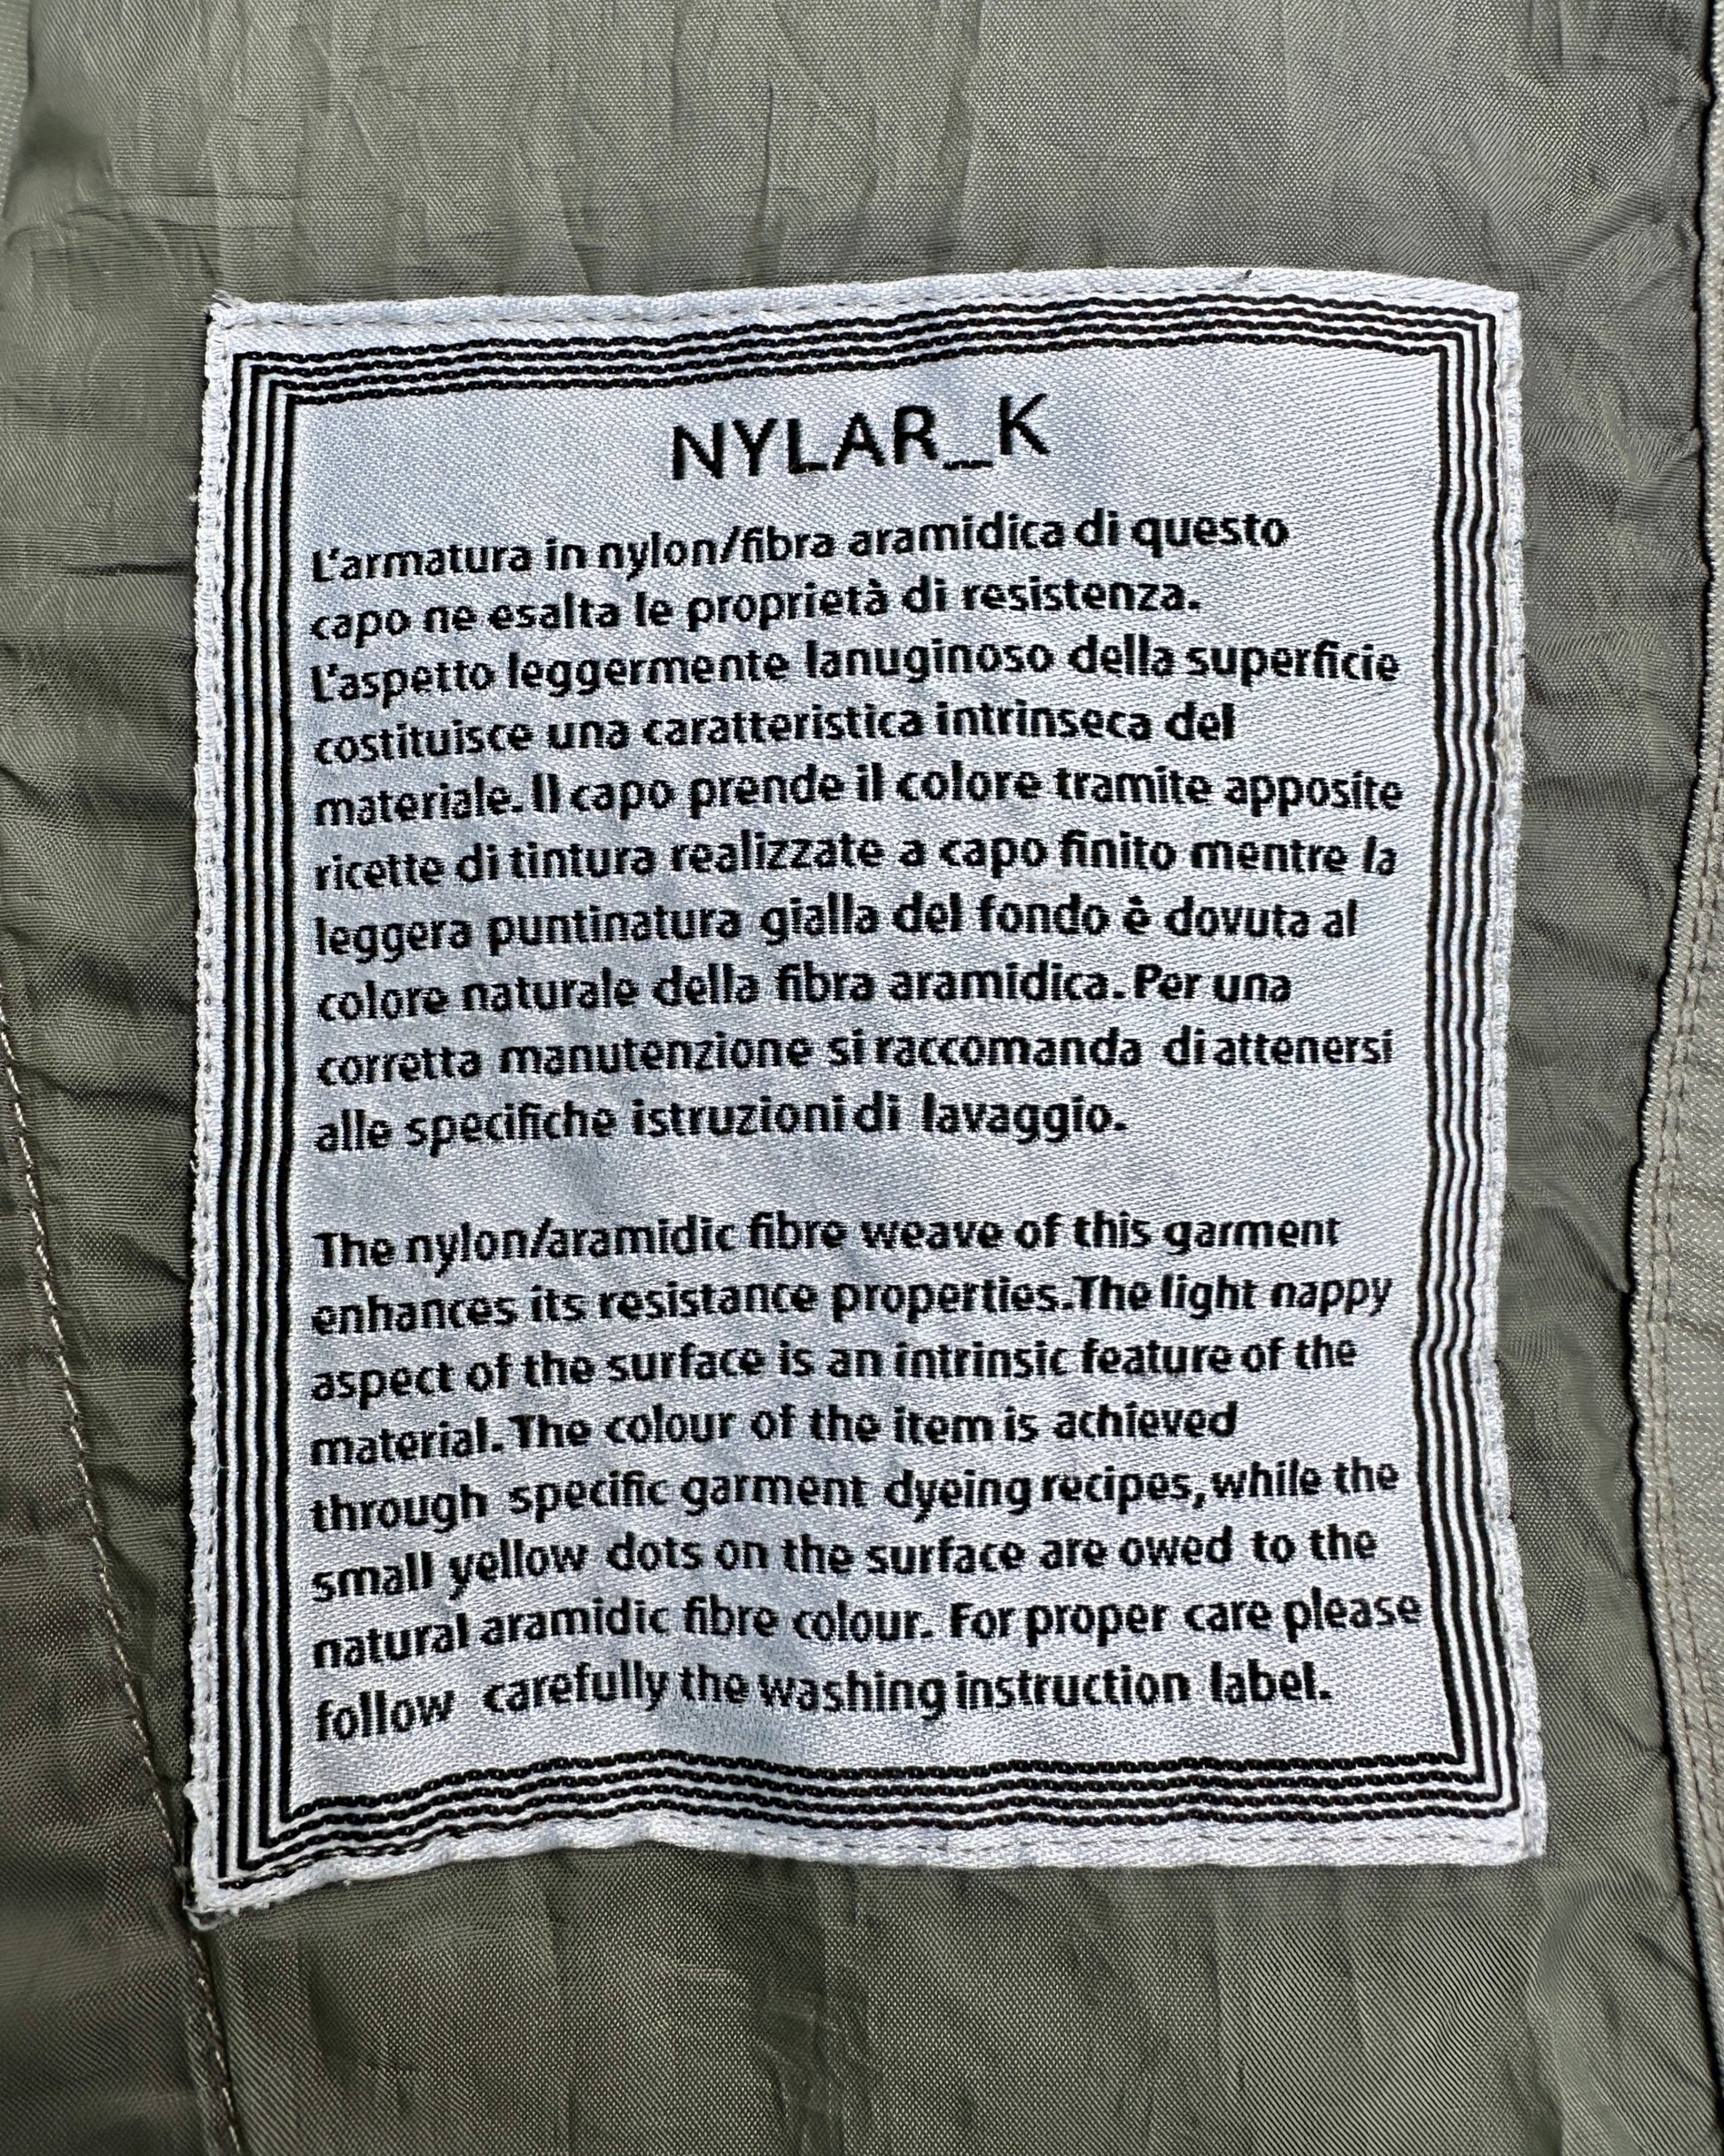 NYLAR_K
L'armatura in nylon/fibra aramidica di questo
capo ne esalta le proprietà di resistenza.
L'aspetto leggermente lanuginoso della superficie
costituisce una caratteristica intrinseca del
materiale. Il capo prende il colore tramite apposite
ricette di tintura realizzate a capo finito mentre la
leggera puntinatura gialla del fondo è dovuta al
colore naturale della fibra aramidica. Per una
corretta manutenzione si raccomanda di attenersi
alle specifiche istruzioni di lavaggio.
The nylon/aramidic fibre weave of this garment
enhances its resistance properties. The light nappy
aspect of the surface is an intrinsic feature of the
material. The colour of the item is achieved
through specific garment dyeing recipes, while the
small yellow dots on the surface are owed to the
natural aramidic fibre colour. For proper care please
follow carefully the washing instruction label.